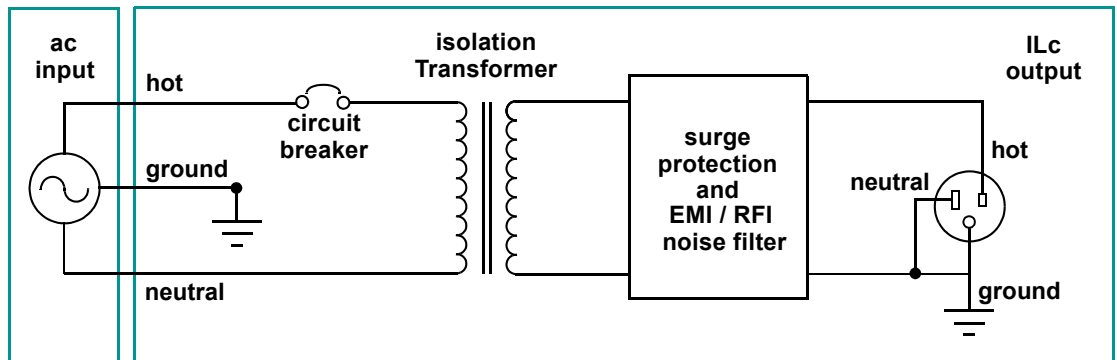 ac
input
hot
ground
neutral
circuit
breaker
isolation
Transformer
surge
protection
and
EMI / RFI
noise filter
ILc
output
hot
neutral
ground